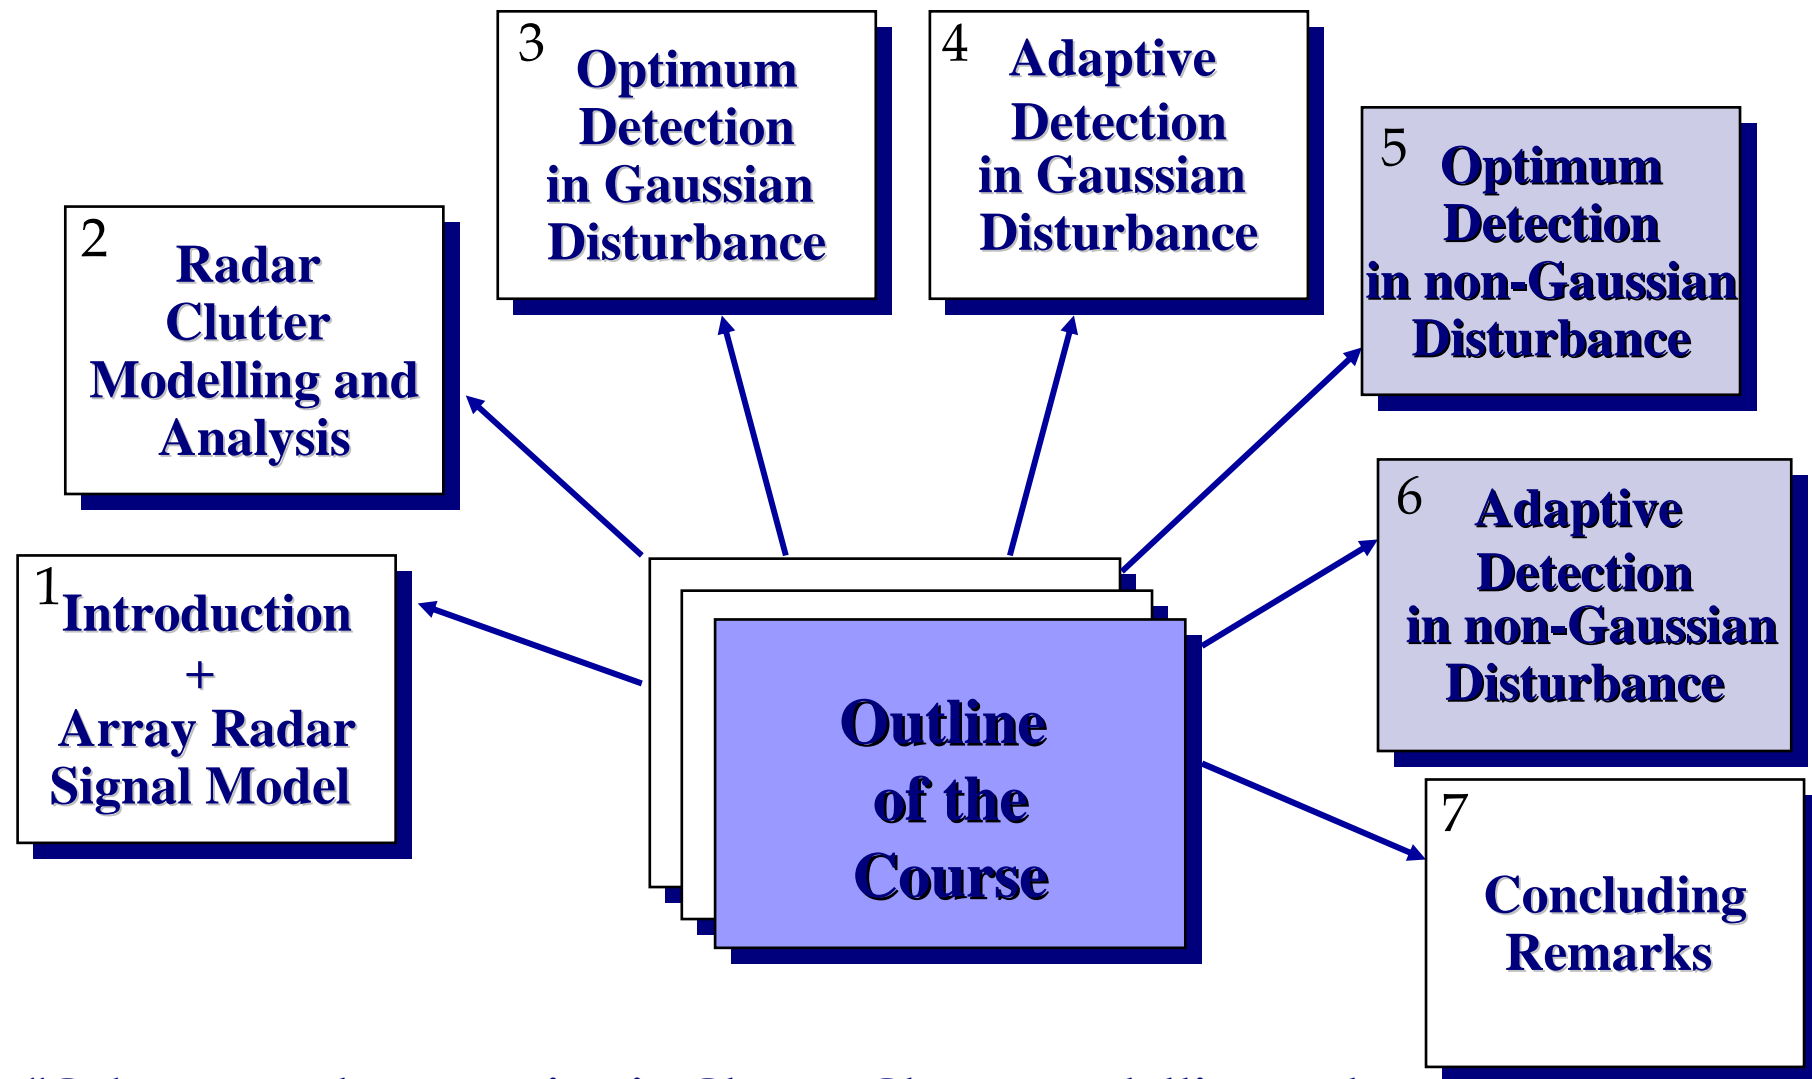 1
Introduction
+
Array Radar
Signal Model
2
Radar
Clutter
Modelling and
Analysis
3
Optimum
Detection
in Gaussian
Disturbance
4
Adaptive
Detection
in Gaussian
Disturbance
5
Optimum
Detection
in non-Gaussian
Disturbance
6
Adaptive
Detection
in non-Gaussian
Disturbance
7
Concluding
Remarks
Outline
of the
Course